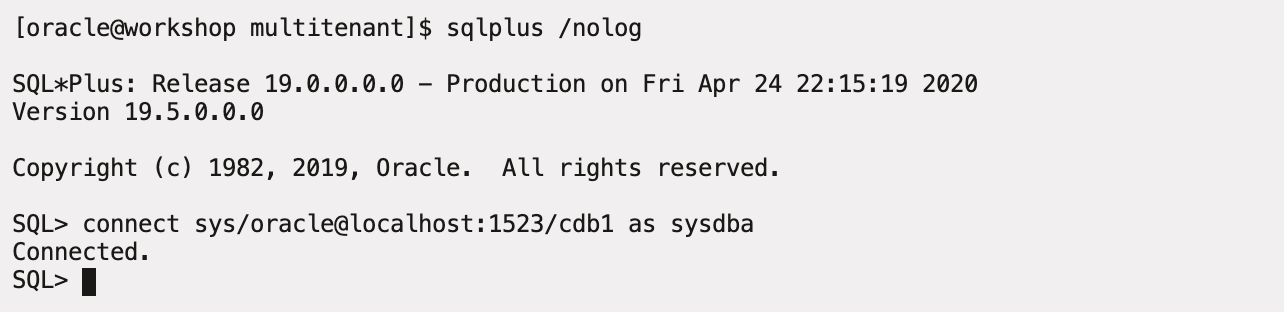 [oracle@workshop multitenant]$ sqlplus /nolog
SQL*Plus: Release 19.0.0.0.0 – Production on Fri Apr 24 22:15:19 2020
Version 19.5.0.0.0
Copyright (c) 1982, 2019, Oracle.  All rights reserved.
SQL> connect sys/oracle@localhost:1523/cdb1 as sysdba
Connected.
SQL>